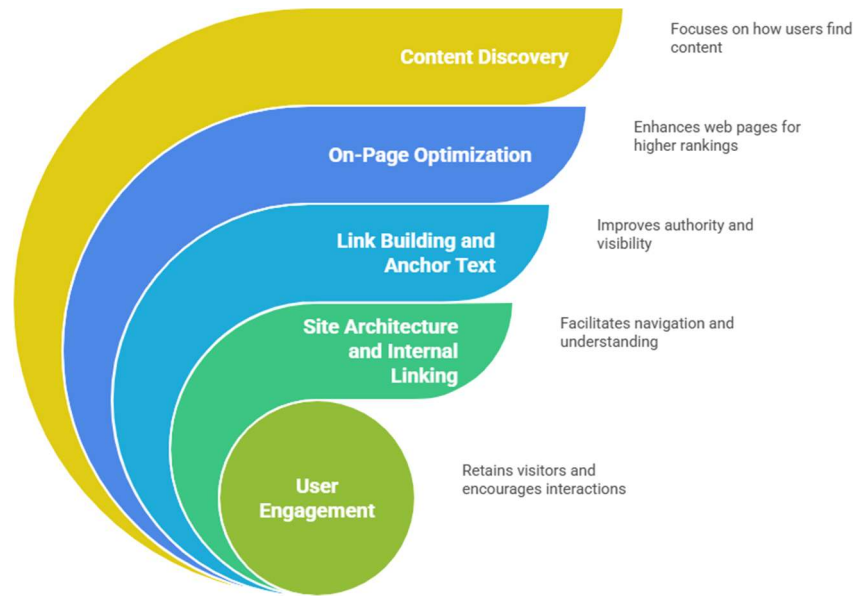 Content Discovery
Focuses on how users find
content
On-Page Optimization
Enhances web pages for
higher rankings
Link Building and
Anchor Text
Improves authority and
visibility
Site Architecture
and Internal
Linking
Facilitates navigation and
understanding
User
Engagement
Retains visitors and
encourages interactions